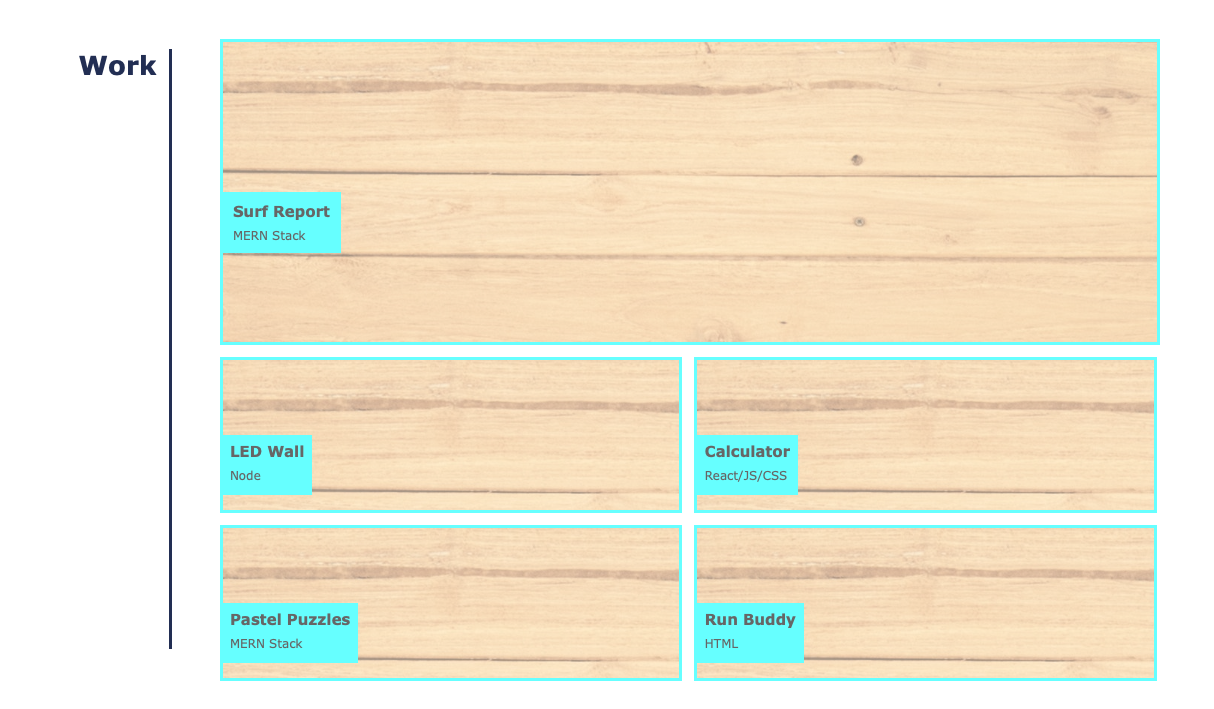 Work
Surf Report
MERN Stack
LED Wall
Node
Calculator
React/JS/CSS
Pastel Puzzles
MERN Stack
Run Buddy
HTML